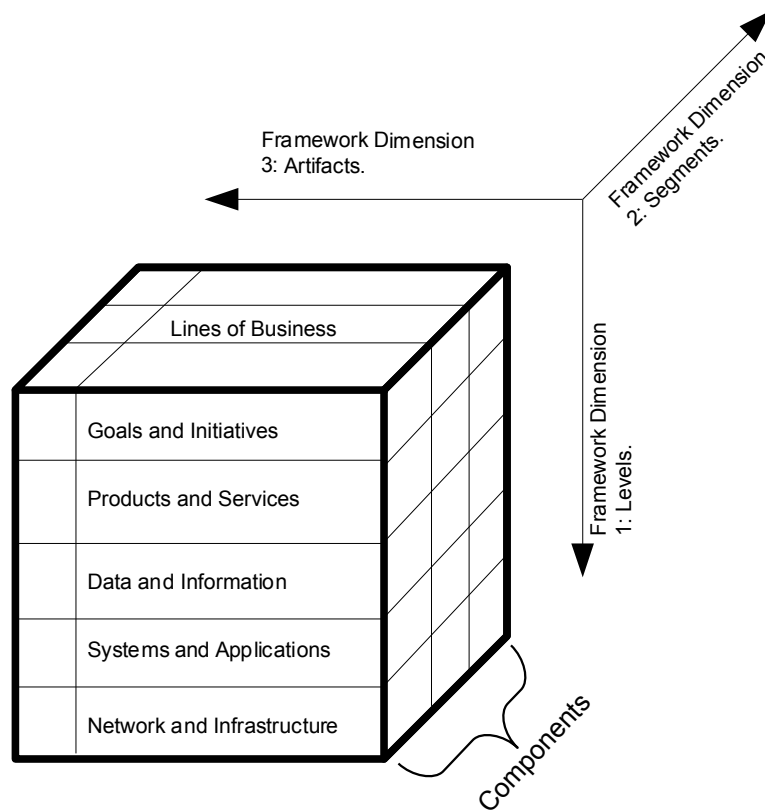 Framework Dimension
3: Artifacts.
Framework Dimension
2: Segments.
Lines of Business
Framework Dimension
1: Levels.
Goals and Initiatives
Products and Services
Data and Information
Systems and Applications
Network and Infrastructure
Components